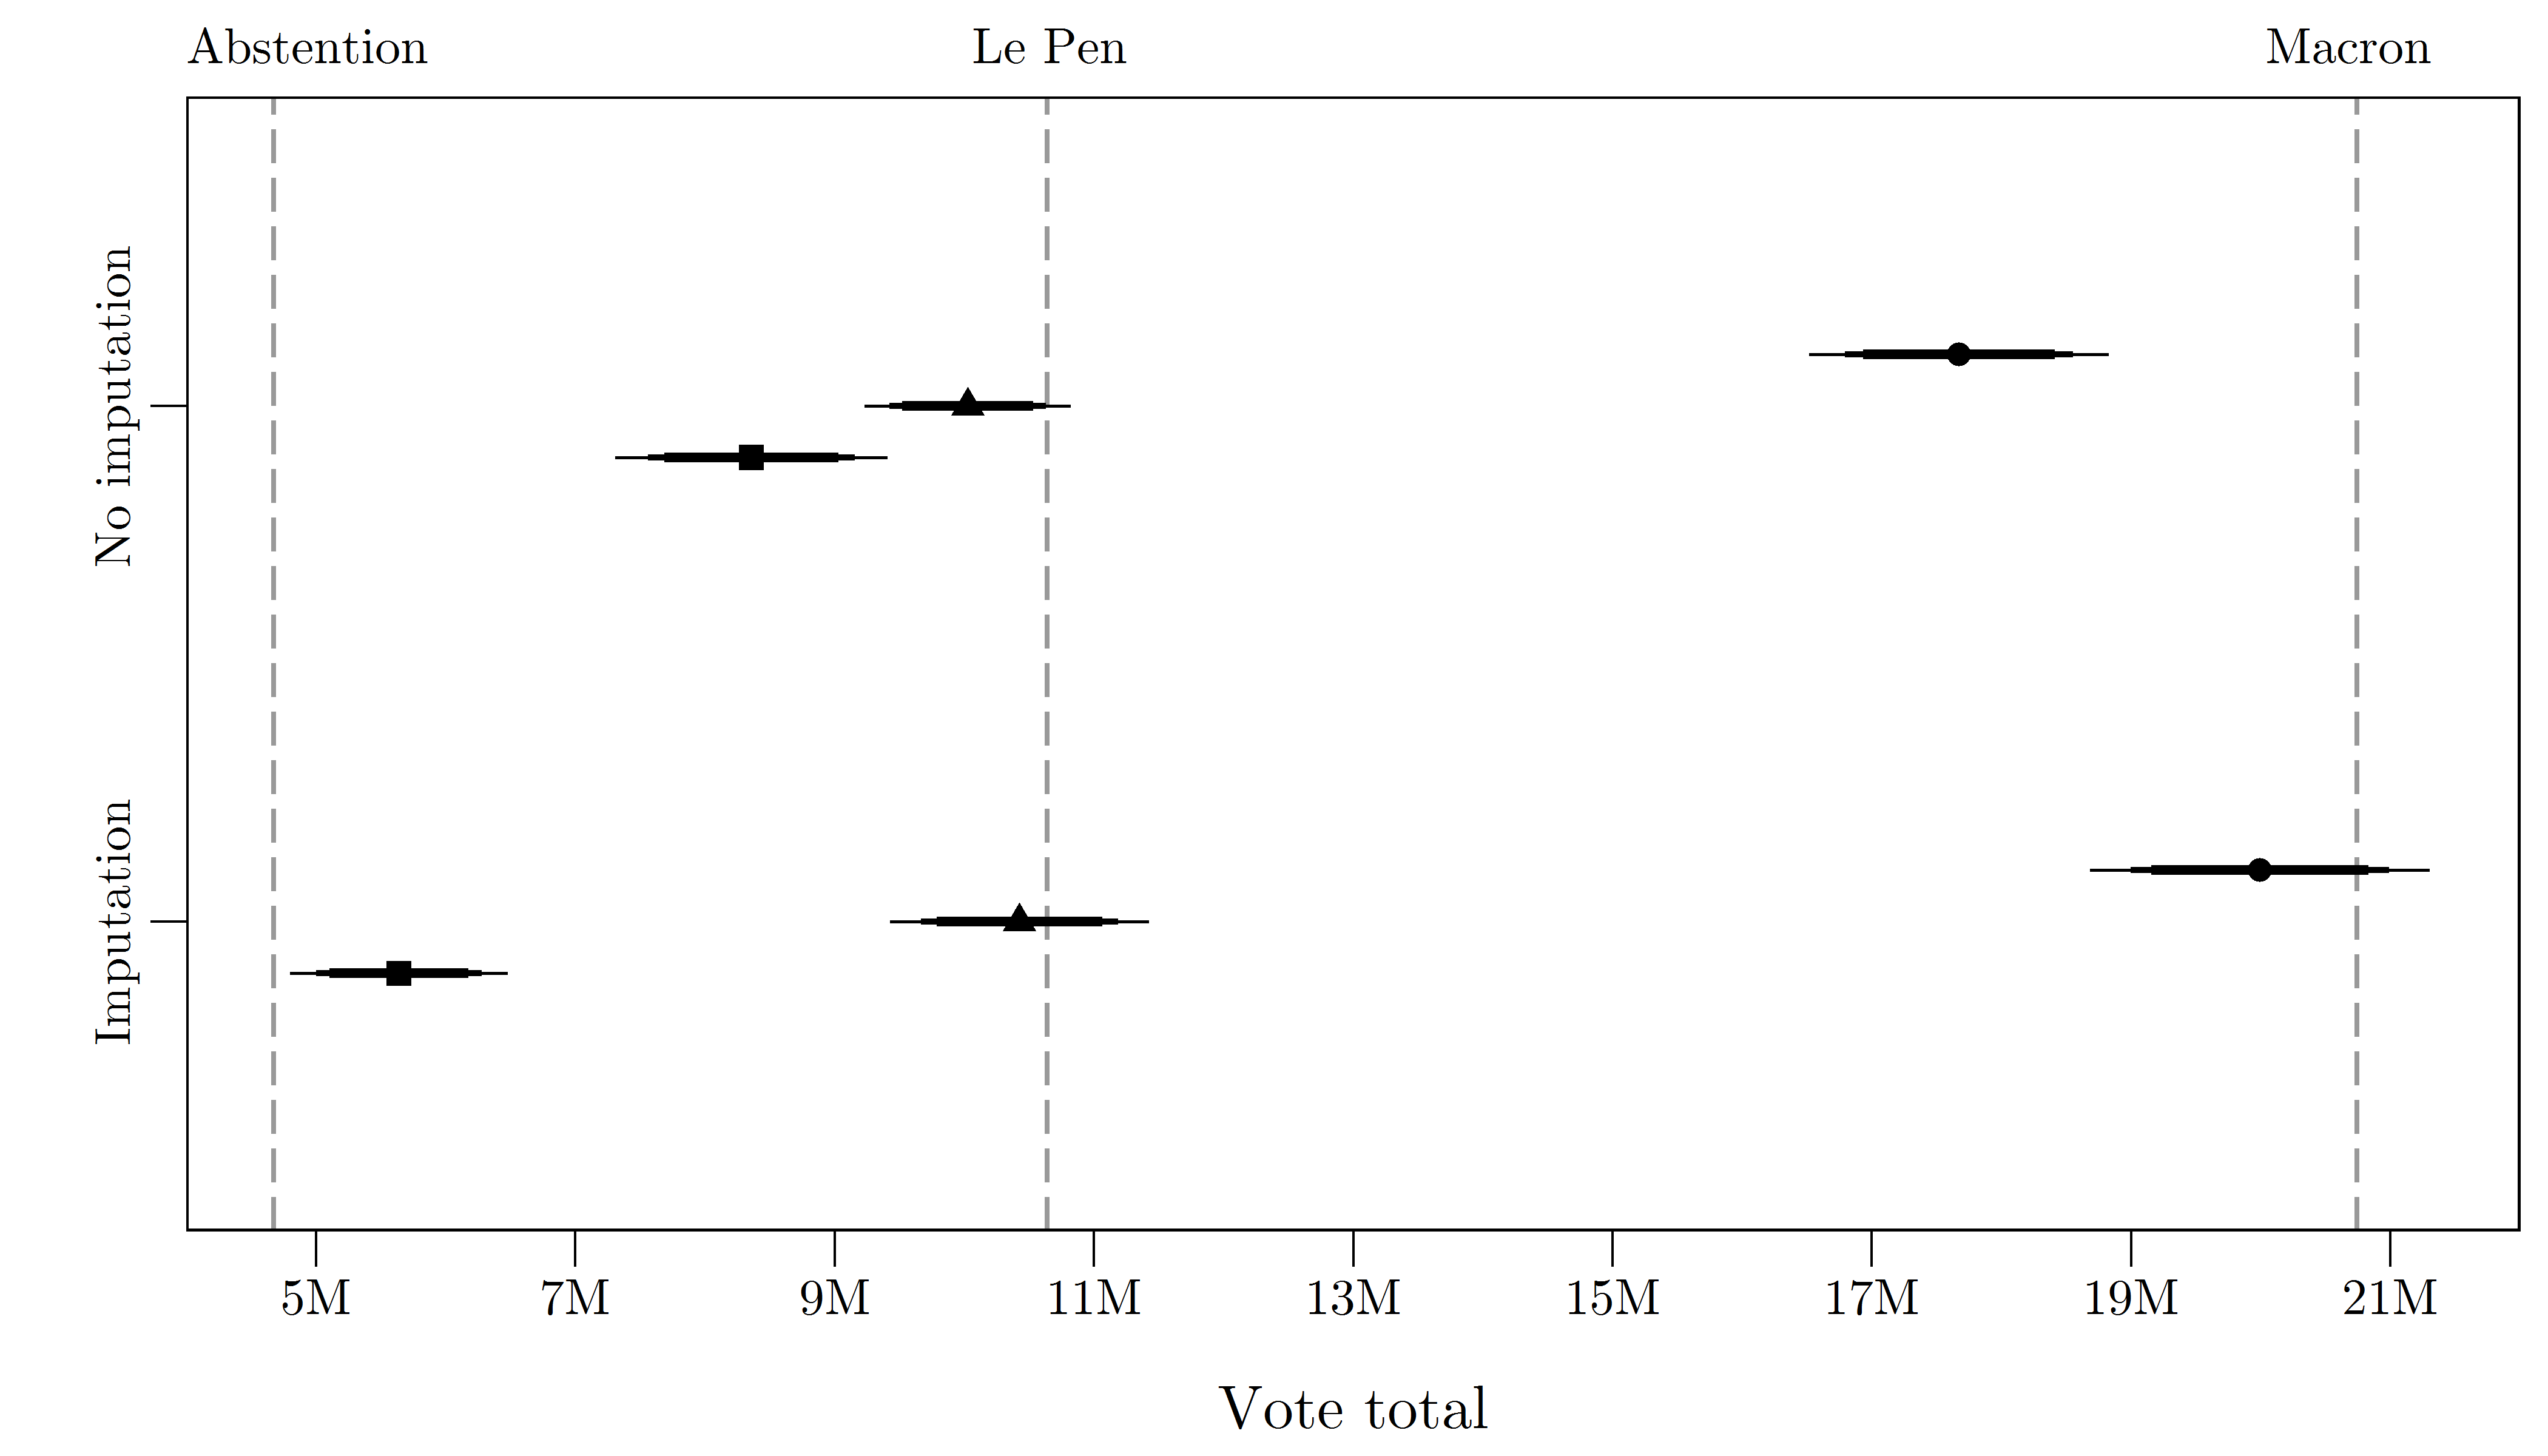 Abstention
Le Pen
Macron
No imputation
Imputation
5M
7M
9M
11M
13M
15M
17M
19M
21M
Vote total